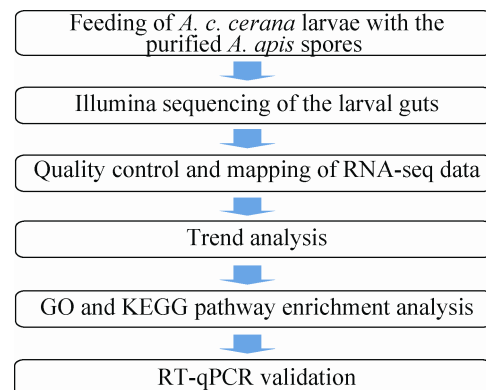 Feeding of A. c. cerana larvae with the
purified A. apis spores
Illumina sequencing of the larval guts
Quality control and mapping of RNA-seq data
Trend analysis
GO and KEGG pathway enrichment analysis
RT-qPCR validation